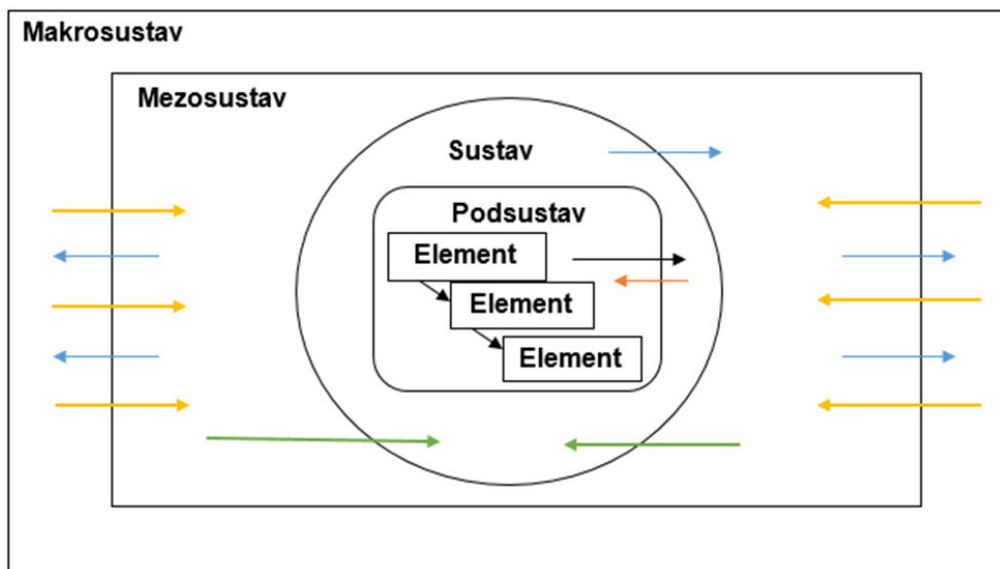 Makrosustav
Mezosustav
Sustav
Podsustav
Element
Element
Element